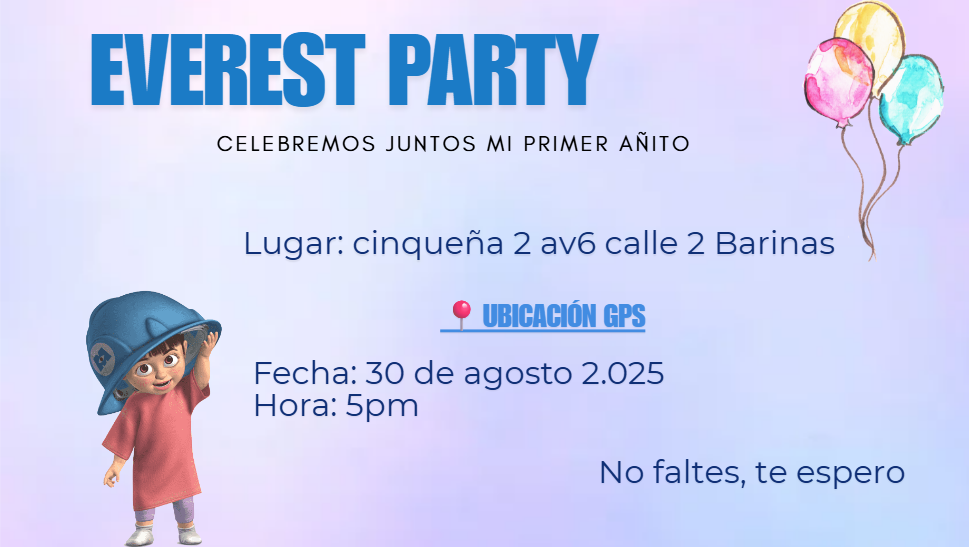 EVEREST PARTY
CELEBREMOS JUNTOS MI PRIMER AÑITO
Lugar: cinqueña 2 av6 calle 2 Barinas
📍 UBICACIÓN GPS
Fecha: 30 de agosto 2.025
Hora: 5pm
No faltes, te espero